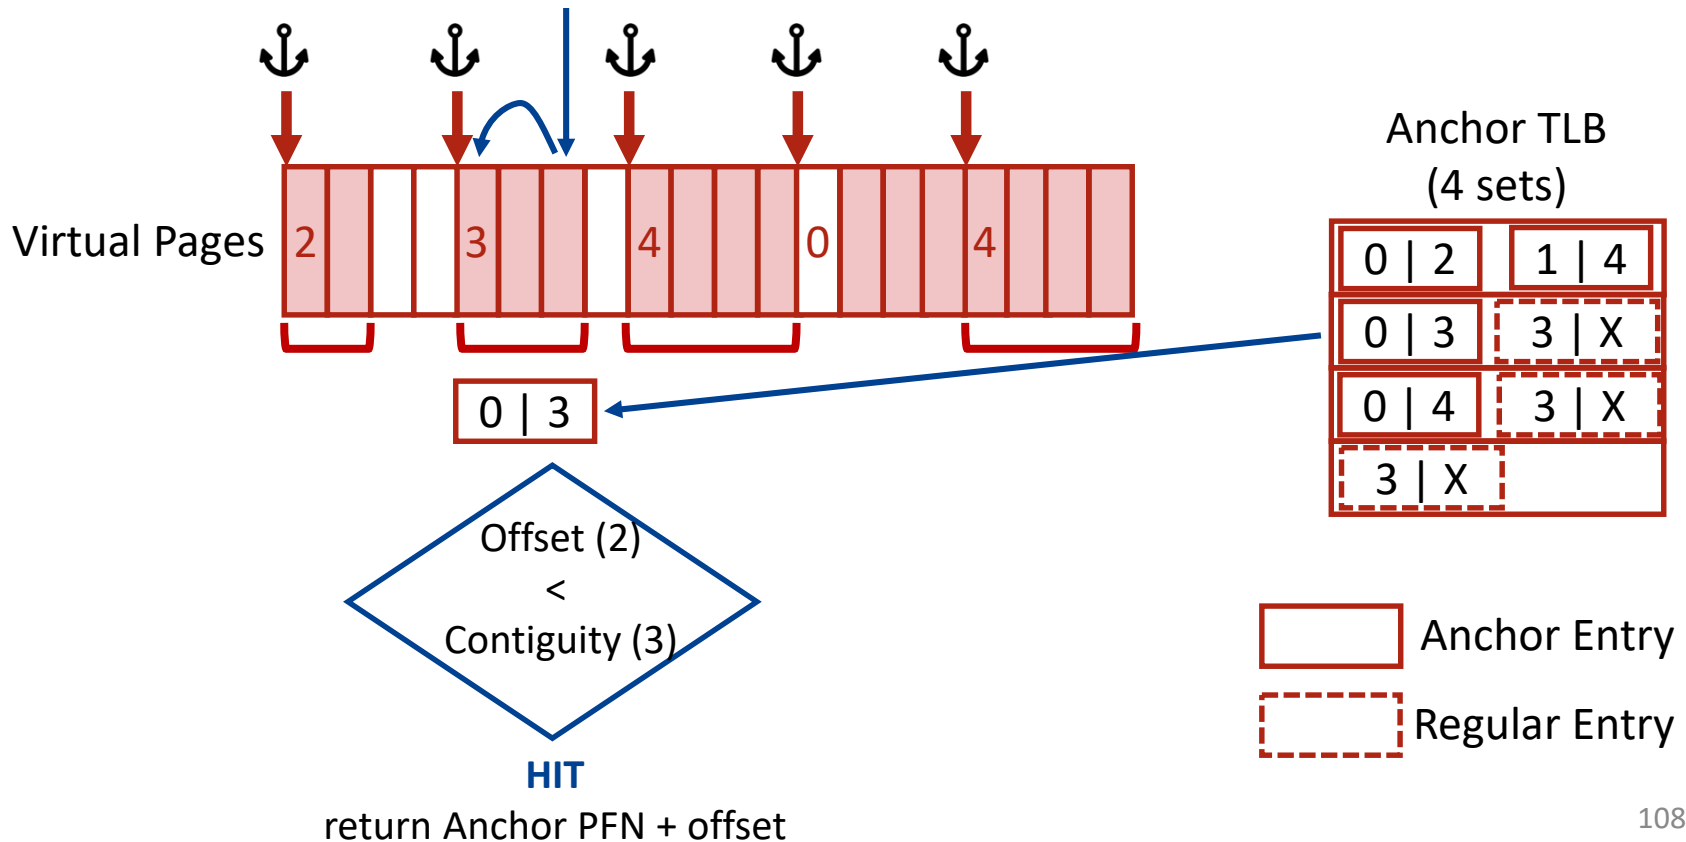 Anchor TLB
(4 sets)
Virtual Pages 2 3 4 0 4
0 | 2 1 | 4
0 | 3 3 | X
0 | 4 3 | X
3 | X
0 | 3
Offset (2)
<
Contiguity (3)
HIT
return Anchor PFN + offset
Anchor Entry
Regular Entry
108